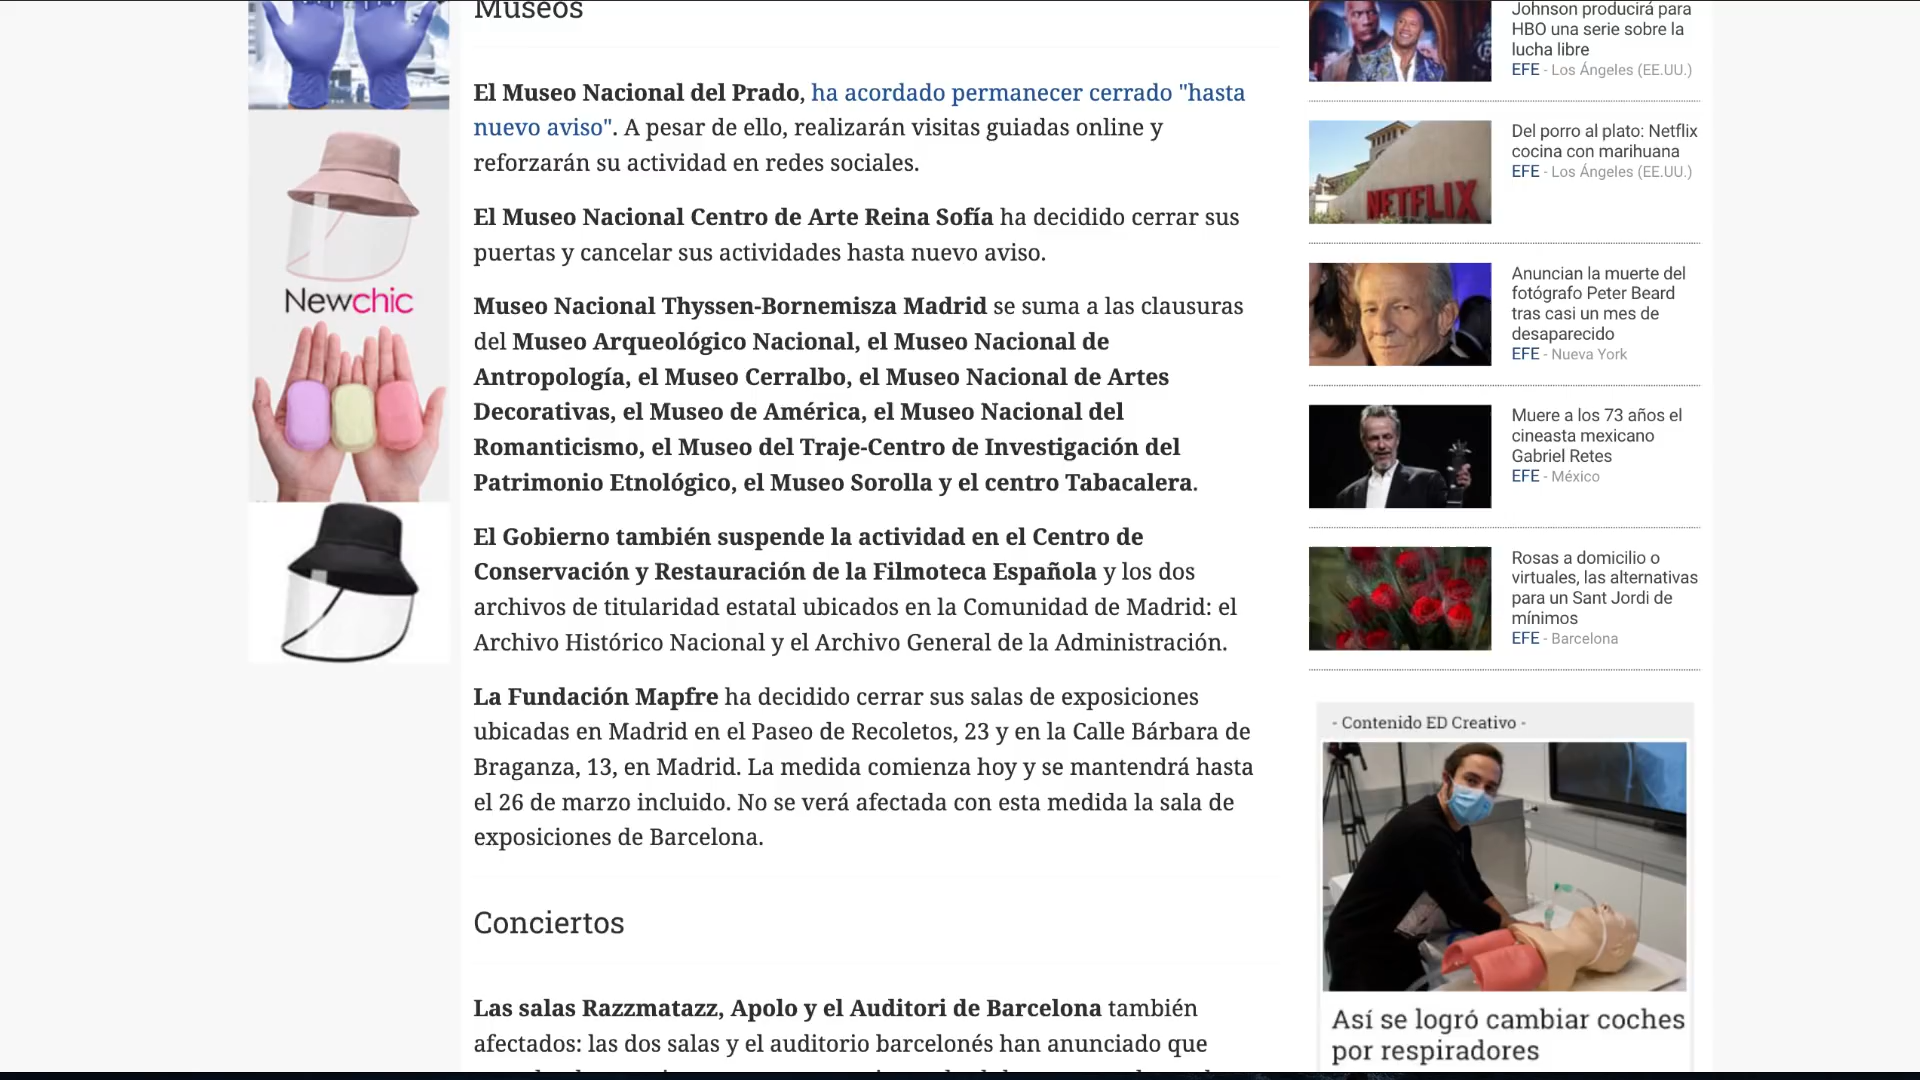 Museos
El Museo Nacional del Prado, ha acordado permanecer cerrado "hasta
nuevo aviso". A pesar de ello, realizarán visitas guiadas online y
reforzarán su actividad en redes sociales.
El Museo Nacional Centro de Arte Reina Sofía ha decidido cerrar sus
puertas y cancelar sus actividades hasta nuevo aviso.
Museo Nacional Thyssen-Bornemisza Madrid se suma a las clausuras
del Museo Arqueológico Nacional, el Museo Nacional de
Antropología, el Museo Cerralbo, el Museo Nacional de Artes
Decorativas, el Museo de América, el Museo Nacional del
Romanticismo, el Museo del Traje-Centro de Investigación del
Patrimonio Etnológico, el Museo Sorolla y el centro Tabacalera.
El Gobierno también suspende la actividad en el Centro de
Conservación y Restauración de la Filmoteca Española y los dos
archivos de titularidad estatal ubicados en la Comunidad de Madrid: el
Archivo Histórico Nacional y el Archivo General de la Administración.
La Fundación Mapfre ha decidido cerrar sus salas de exposiciones
ubicadas en Madrid en el Paseo de Recoletos, 23 y en la Calle Bárbara de
Braganza, 13, en Madrid. La medida comienza hoy y se mantendrá hasta
el 26 de marzo incluido. No se verá afectada con esta medida la sala de
exposiciones de Barcelona.
Conciertos
Las salas Razzmatazz, Apolo y el Auditori de Barcelona también
afectados: las dos salas y el auditorio barcelonés han anunciado que
Newchic
Johnson producirá para
HBO una serie sobre la
lucha libre
EFE - Los Ángeles (EE.UU.)
NETFLIX
Del porro al plato: Netflix
cocina con marihuana
EFE - Los Ángeles (EE.UU.)
Anuncian la muerte del
fotógrafo Peter Beard
tras casi un mes de
desaparecido
EFE - Nueva York
Muere a los 73 años el
cineasta mexicano
Gabriel Retes
EFE - México
Rosas a domicilio o
virtuales, las alternativas
para un Sant Jordi de
mínimos
EFE - Barcelona
- Contenido ED Creativo -
Así se logró cambiar coches
por respiradores